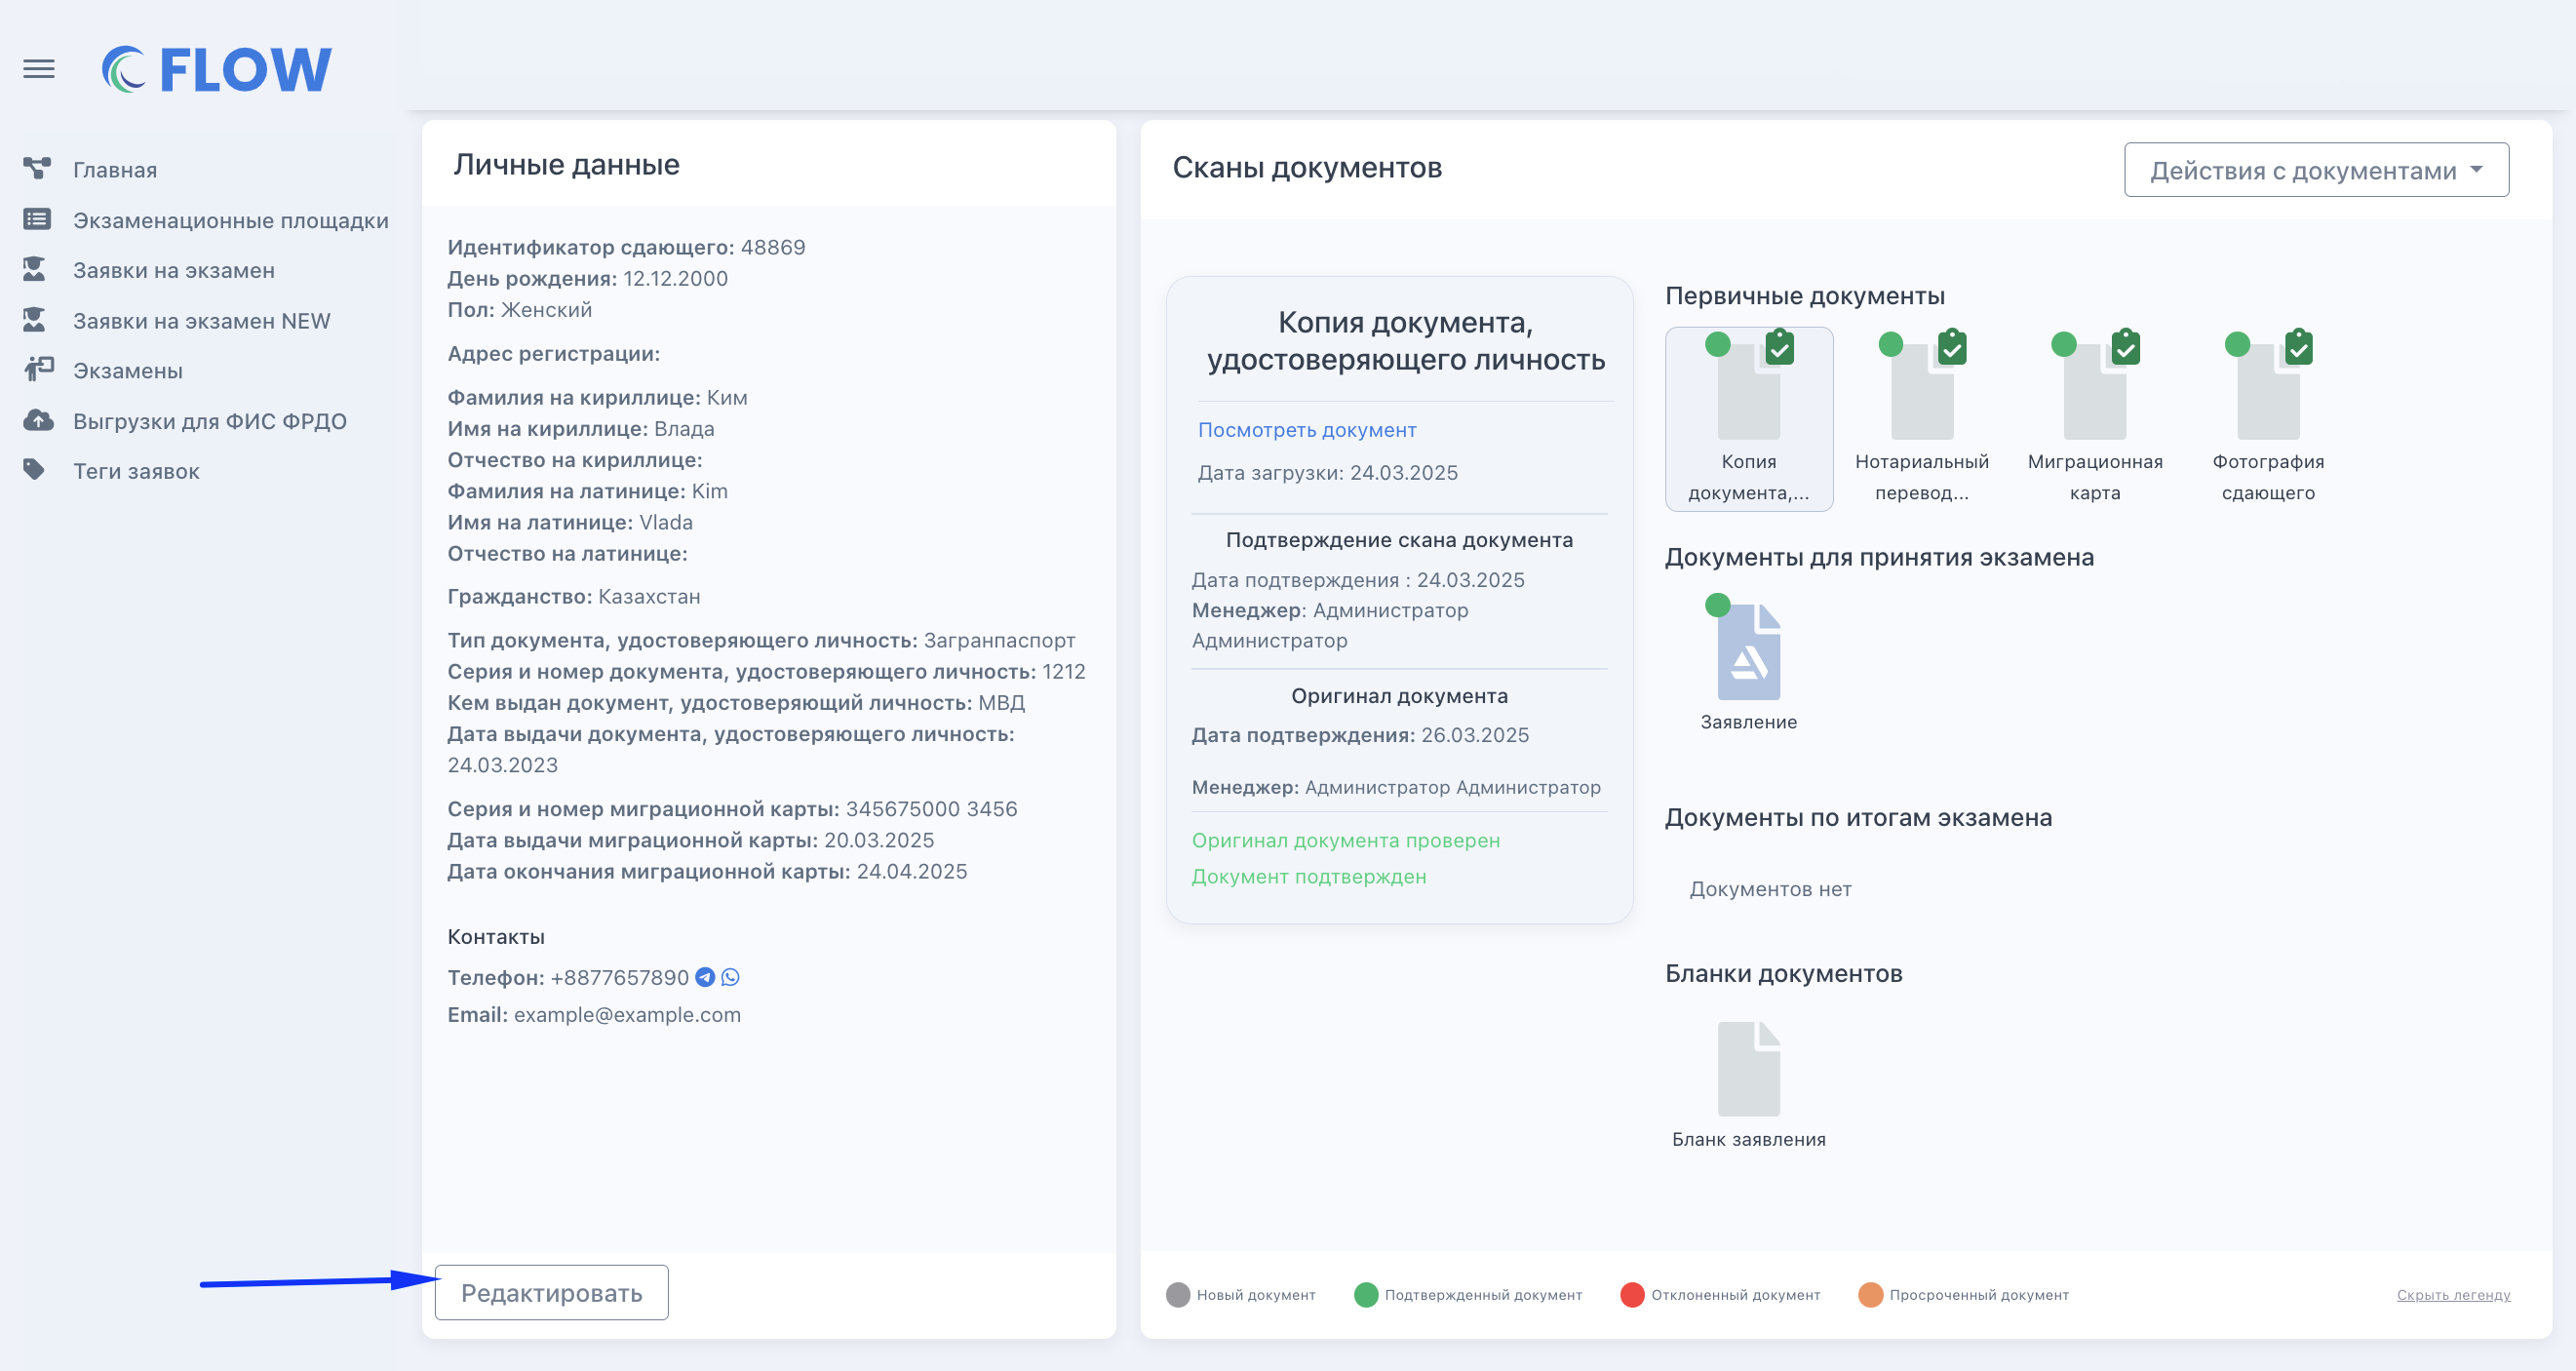 FLOW
Главная
Экзаменационные площадки
Заявки на экзамен
Заявки на экзамен NEW
Экзамены
Выгрузки для ФИС ФРДО
Теги заявок
Личные данные
Идентификатор сдающего: 48869
День рождения: 12.12.2000
Пол: Женский
Адрес регистрации:
Фамилия на кириллице: Ким
Имя на кириллице: Влада
Отчество на кириллице:
Фамилия на латинице: Kim
Имя на латинице: Vlada
Отчество на латинице:
Гражданство: Казахстан
Тип документа, удостоверяющего личность: Загранпаспорт
Серия и номер документа, удостоверяющего личность: 1212
Кем выдан документ, удостоверяющий личность: МВД
Дата выдачи документа, удостоверяющего личность:
24.03.2023
Серия и номер миграционной карты: 345675000 3456
Дата выдачи миграционной карты: 20.03.2025
Дата окончания миграционной карты: 24.04.2025
Контакты
Телефон: +8877657890
Email: example@example.com
Редактировать
Сканы документов
Действия с документами
Копия документа,
удостоверяющего личность
Посмотреть документ
Дата загрузки: 24.03.2025
Подтверждение скана документа
Дата подтверждения : 24.03.2025
Менеджер: Администратор
Администратор
Оригинал документа
Дата подтверждения: 26.03.2025
Менеджер: Администратор Администратор
Оригинал документа проверен
Документ подтвержден
Первичные документы
Копия
документа,...
Нотариальный
перевод...
Миграционная
карта
Фотография
сдающего
Документы для принятия экзамена
Заявление
Документы по итогам экзамена
Документов нет
Бланки документов
Бланк заявления
Новый документ
Подтвержденный документ
Отклоненный документ
Просроченный документ
Скрыть легенду